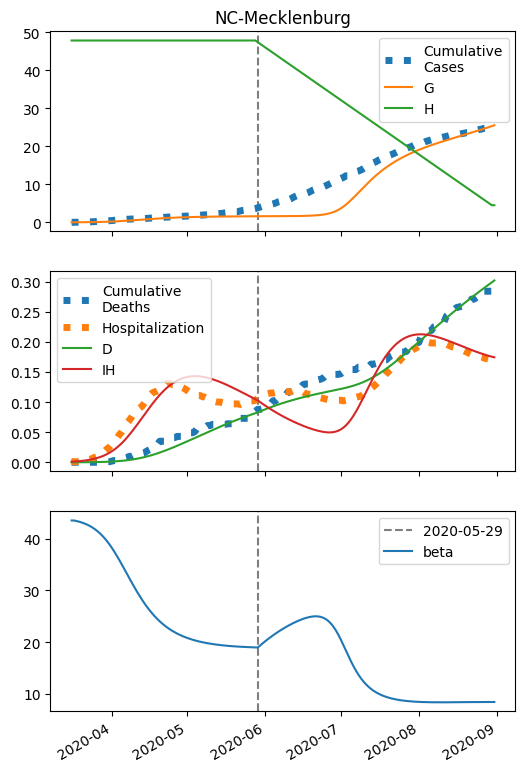 NC-Mecklenburg
50
40
30
20
10
0
Cumulative
Cases
G
H
0.30
0.25
0.20
0.15
0.10
0.05
0.00
Cumulative
Deaths
Hospitalization
D
IH
40
30
20
10
2020-05-29
beta
2020-04
2020-05
2020-06
2020-07
2020-08
2020-09